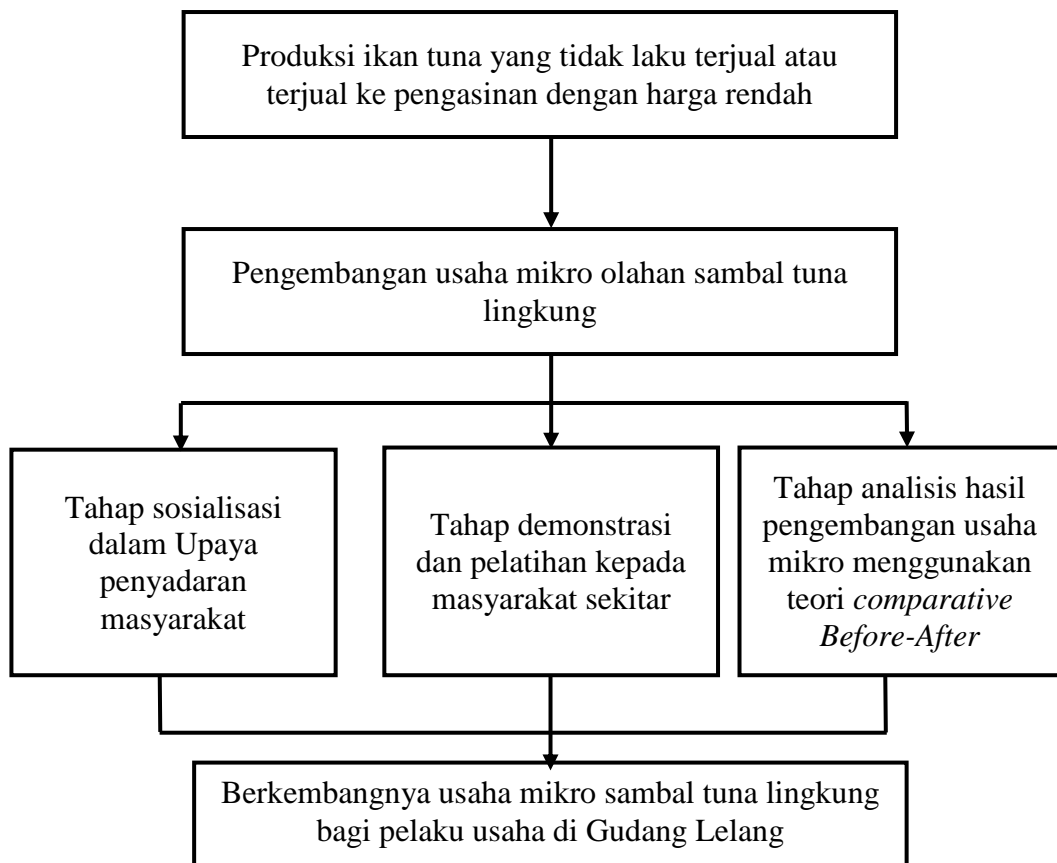 Produksi ikan tuna yang tidak laku terjual atau
terjual ke pengasinan dengan harga rendah
Pengembangan usaha mikro olahan sambal tuna
lingkung
Tahap sosialisasi
dalam Upaya
penyadaran
masyarakat
Tahap demonstrasi
dan pelatihan kepada
masyarakat sekitar
Tahap analisis hasil
pengembangan usaha
mikro menggunakan
teori comparative
Before-After
Berkembangnya usaha mikro sambal tuna lingkung
bagi pelaku usaha di Gudang Lelang